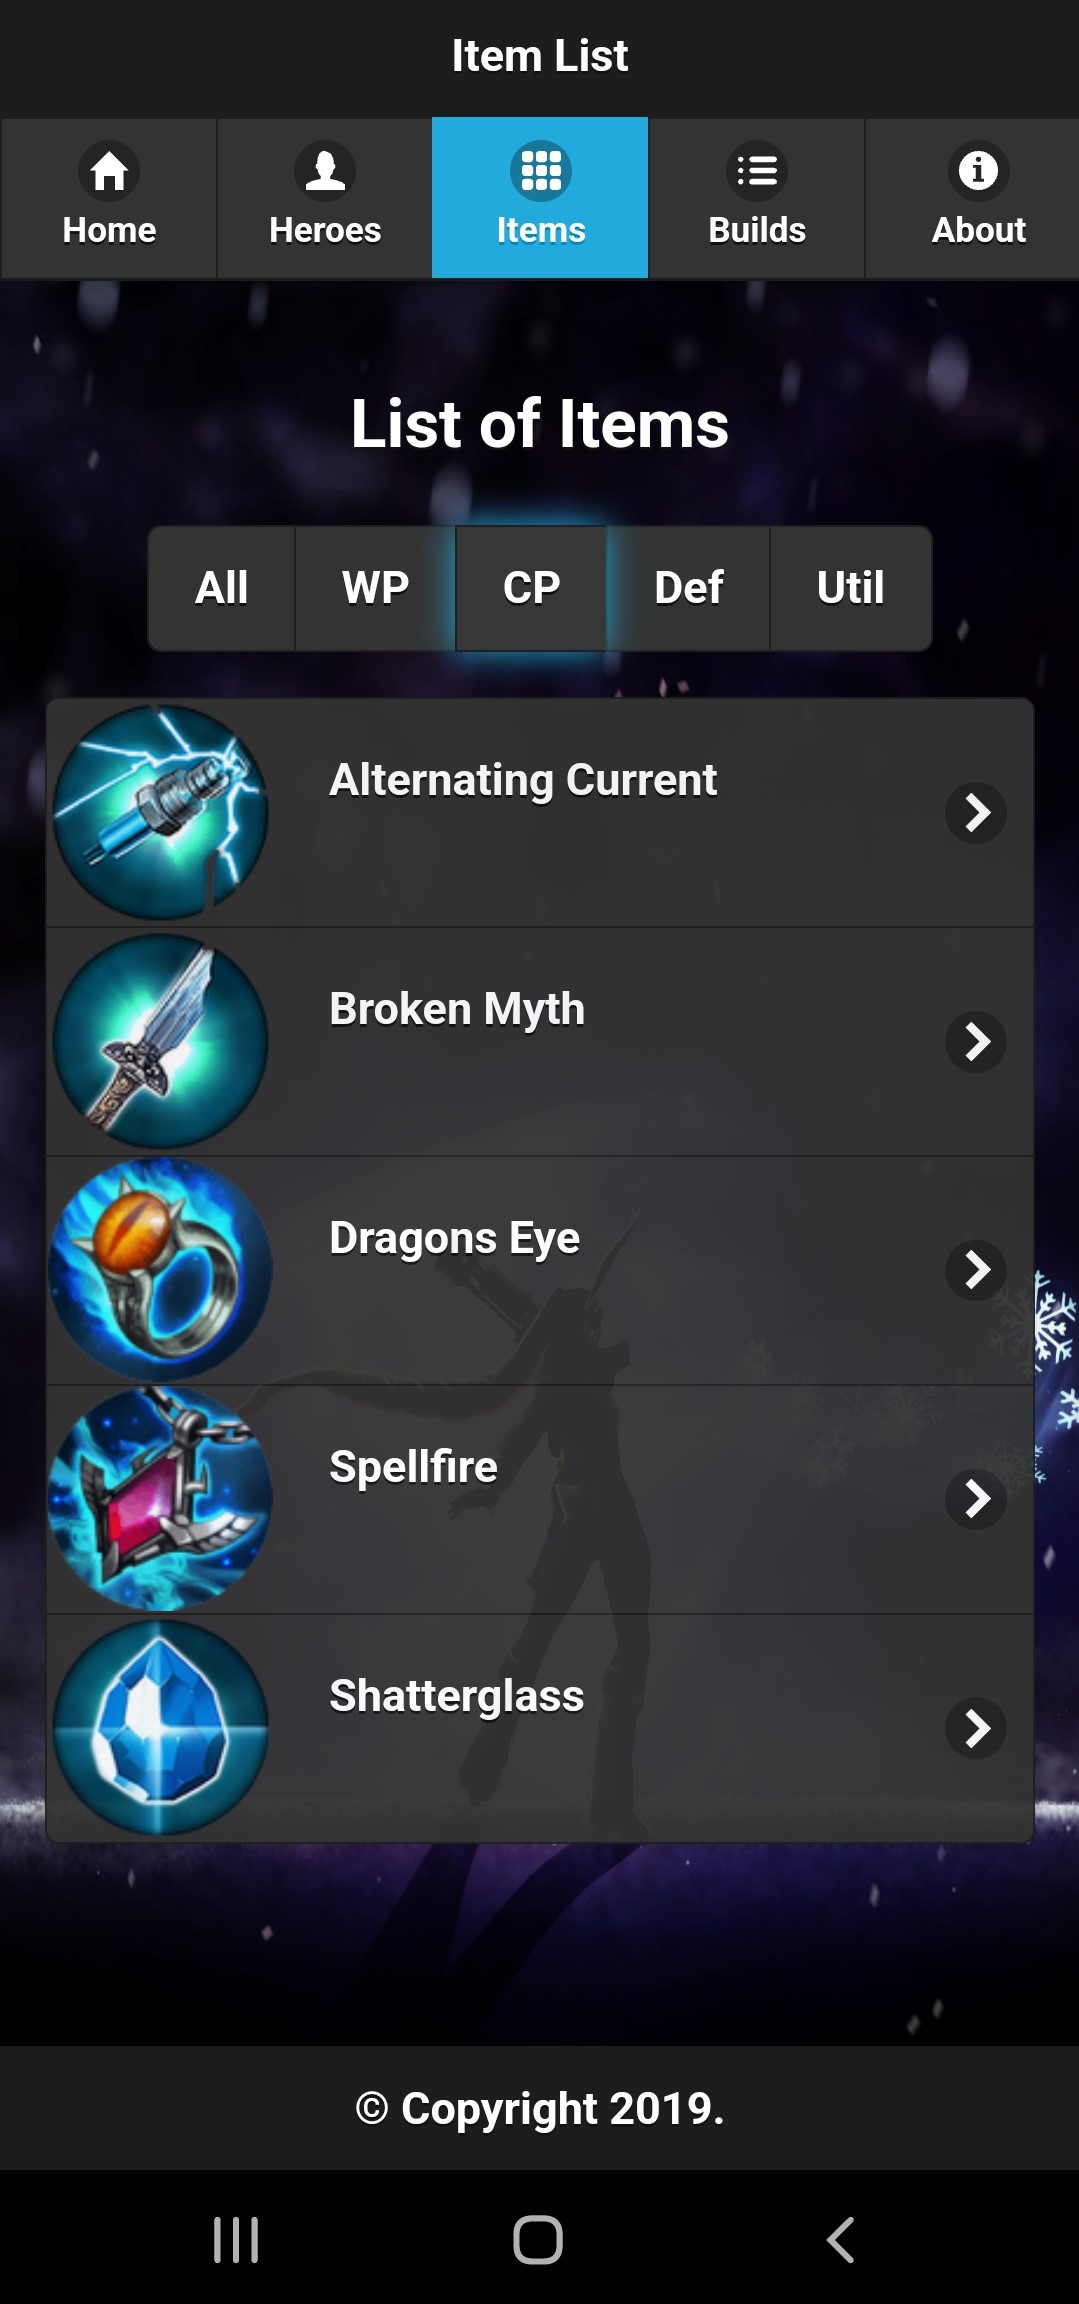 Item List
Home Heroes Items Builds About
List of Items
All WP CP Def Util
Alternating Current
Broken Myth
Dragons Eye
Spellfire
Shatterglass
© Copyright 2019.